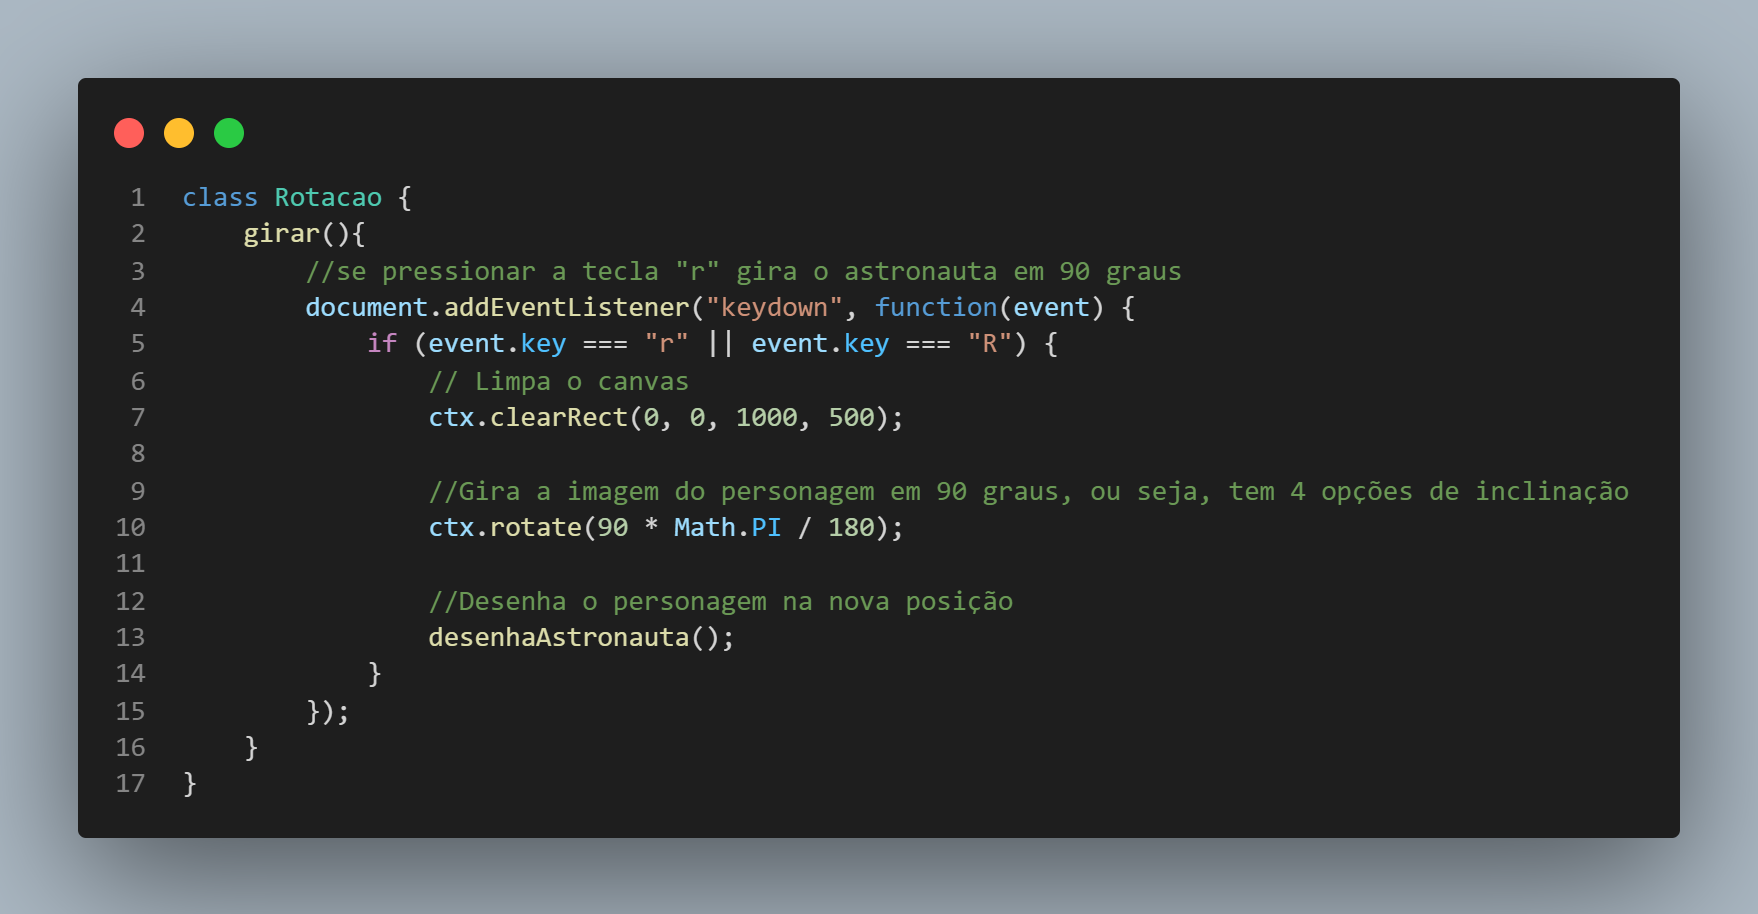 1 class Rotacao {
2     girar(){
3         //se pressionar a tecla "r" gira o astronauta em 90 graus
4         document.addEventListener("keydown", function(event) {
5             if (event.key === "r" || event.key === "R") {
6                 // Limpa o canvas
7                 ctx.clearRect(0, 0, 1000, 500);
8
9                 //Gira a imagem do personagem em 90 graus, ou seja, tem 4 opções de inclinação
10                 ctx.rotate(90 * Math.PI / 180);
11
12                 //Desenha o personagem na nova posição
13                 desenhaAstronauta();
14             }
15         });
16     }
17 }